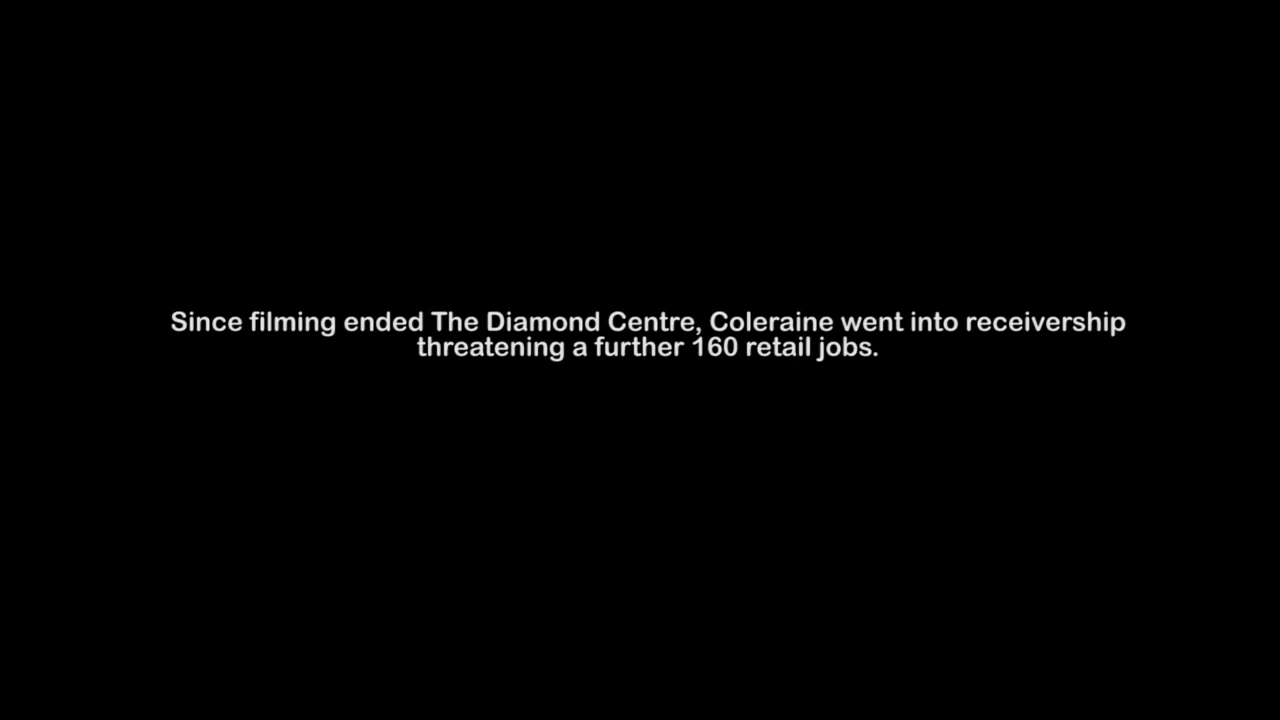 Since filming ended The Diamond Centre, Coleraine went into receivership
threatening a further 160 retail jobs.